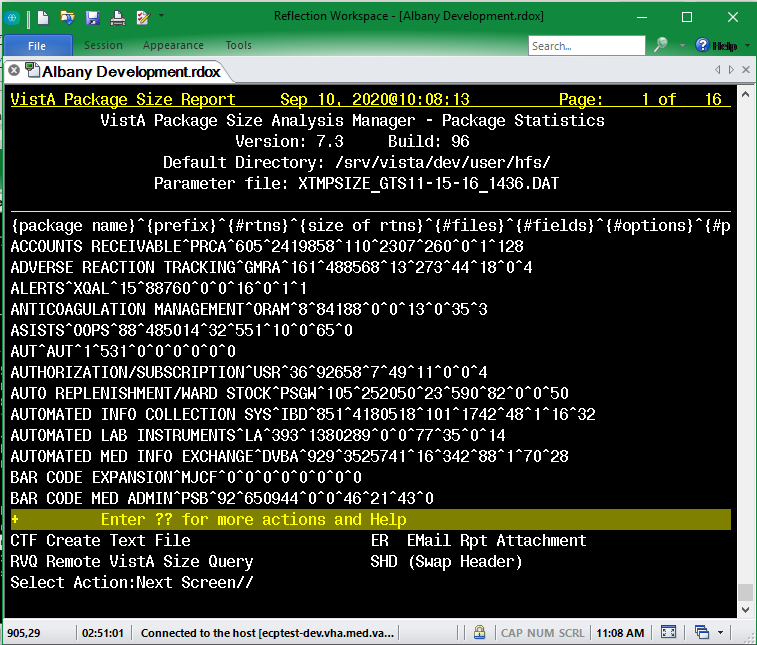 Reflection Workspace - [Albany Development.rdox]
File Session Appearance Tools Search... Help
Albany Development.rdox
VistA Package Size Report Sep 10, 2020@10:08:13 Page: 1 of 16
VistA Package Size Analysis Manager - Package Statistics
Version: 7.3 Build: 96
Default Directory: /srv/vista/dev/user/hfs/
Parameter file: XTMPSIZE_GTS11-15-16_1436.DAT
{package name}^{prefix}^{#rtns}^{size of rtns}^{#files}^{#fields}^{#options}^{#p
ACCOUNTS RECEIVABLE^PRCA^605^2419858^110^2307^260^0^1^128
ADVERSE REACTION TRACKING^GMRA^161^488568^13^273^44^18^0^4
ALERTS^XQAL^15^88760^0^0^16^0^1^1
ANTICOAGULATION MANAGEMENT^ORAM^8^84188^0^0^13^0^35^3
ASISTS^OOPS^88^485014^32^551^10^0^65^0
AUT^AUT^1^531^0^0^0^0^0^0
AUTHORIZATION/SUBSCRIPTION^USR^36^92658^7^49^11^0^0^4
AUTO REPLENISHMENT/WARD STOCK^PSGW^105^252050^23^590^82^0^0^50
AUTOMATED INFO COLLECTION SYS^IBD^851^4180518^101^1742^48^1^16^32
AUTOMATED LAB INSTRUMENTS^LA^393^1380289^0^0^77^35^0^14
AUTOMATED MED INFO EXCHANGE^DVBA^929^3525741^16^342^88^1^70^28
BAR CODE EXPANSION^MJCF^0^0^0^0^0^0^0^0
BAR CODE MED ADMIN^PSB^92^650944^0^0^46^21^43^0
+ Enter ?? for more actions and Help
CTF Create Text File ER EMail Rpt Attachment
RVQ Remote VistA Size Query SHD (Swap Header)
Select Action:Next Screen//
905,29 02:51:01 Connected to the host [ecptest-dev.vha.med.va... CAP NUM SCRL 11:08 AM